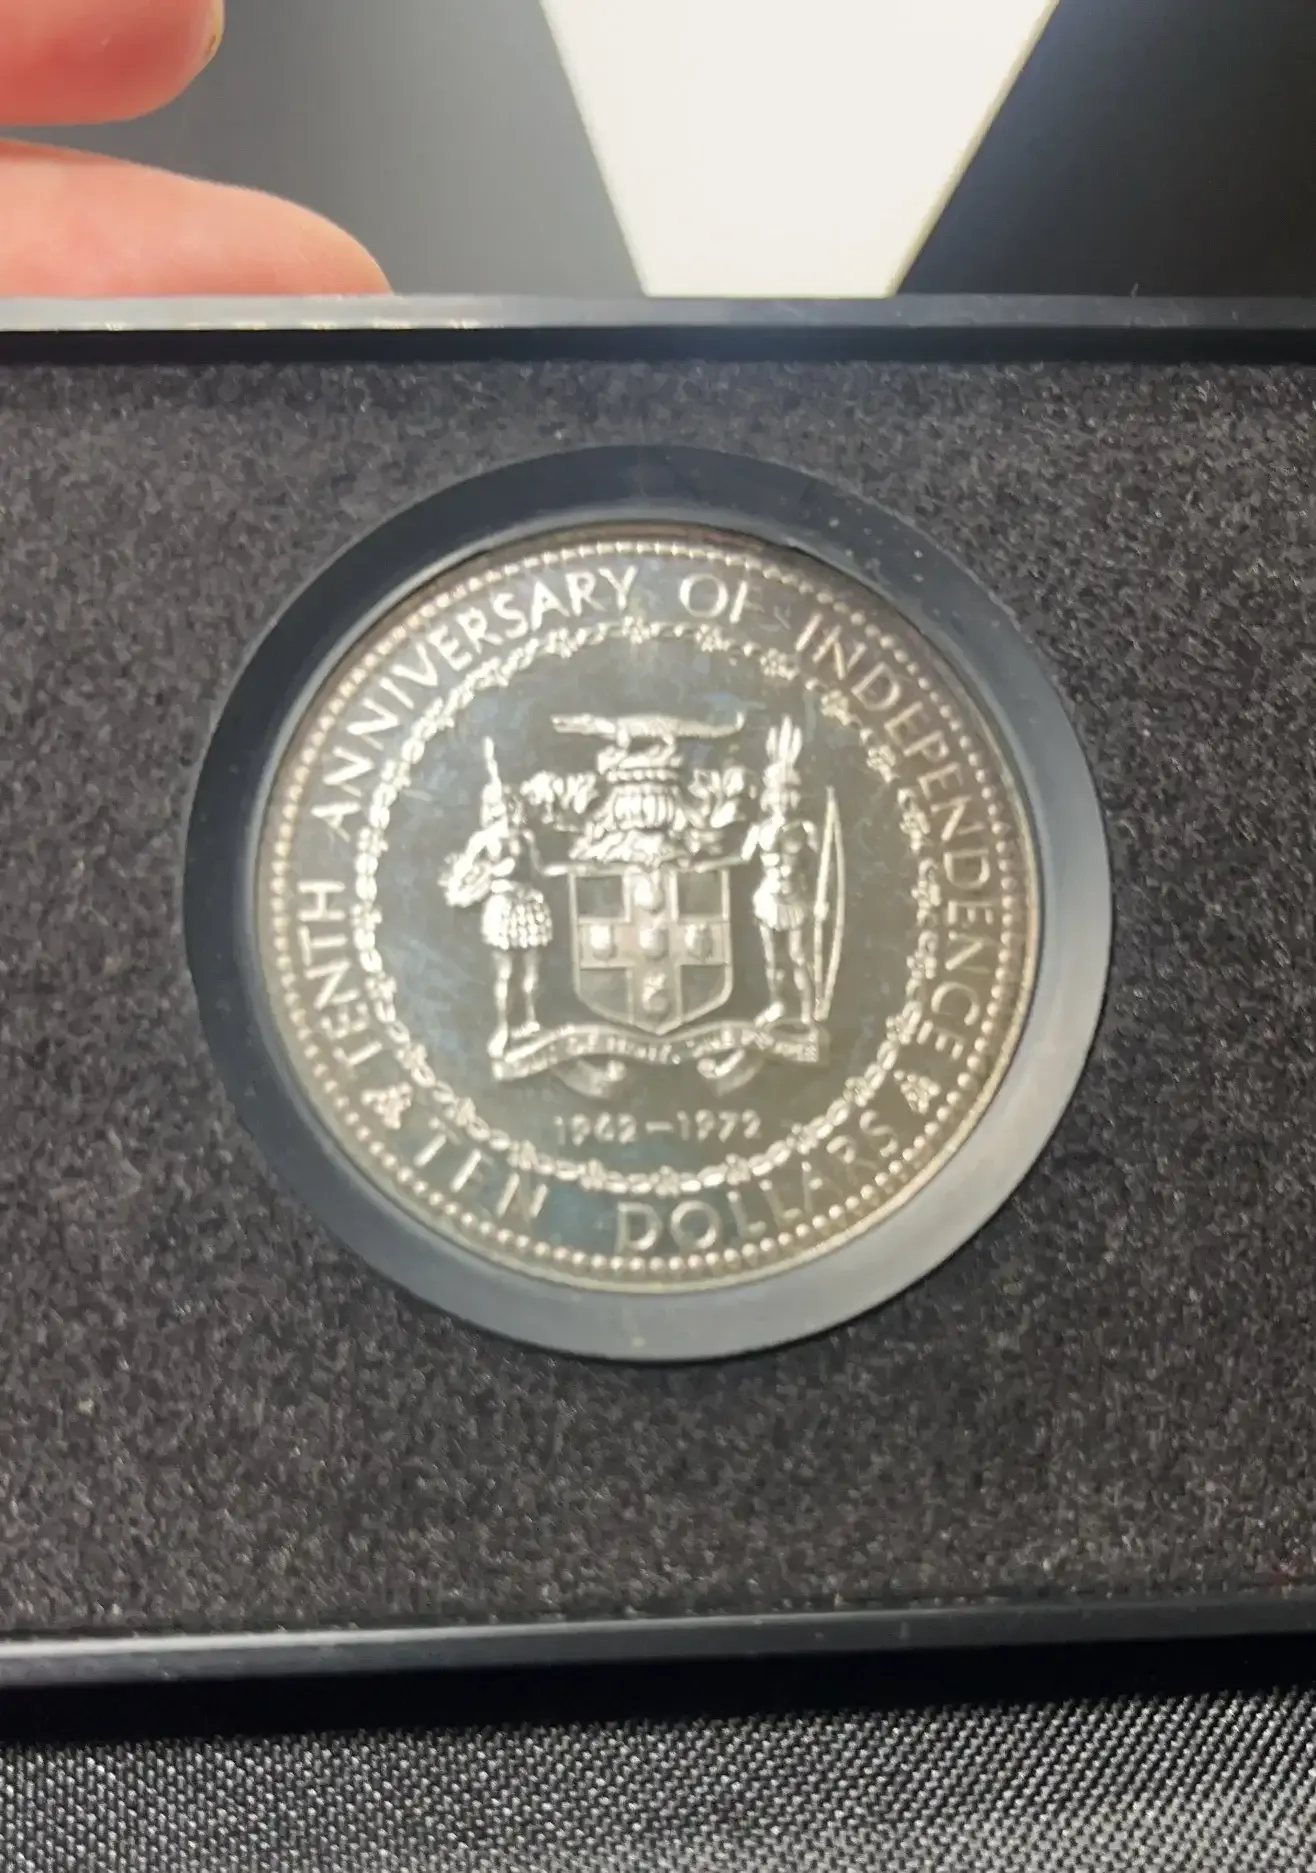 TENTH ANNIVERSARY OF INDEPENDENCE
1962–1972
TEN DOLLARS